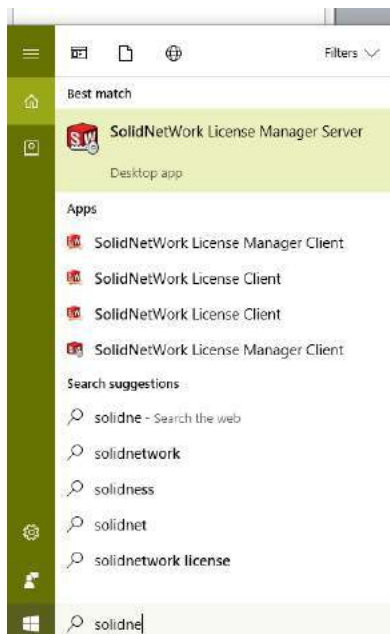 Filters
Best match
SolidNetWork License Manager Server
Desktop app
Apps
SolidNetWork License Manager Client
SolidNetWork License Client
SolidNetWork License Client
SolidNetWork License Manager Client
Search suggestions
solidne - Search the web
solidnetwork
solidness
solidnet
solidnetwork license
solidne